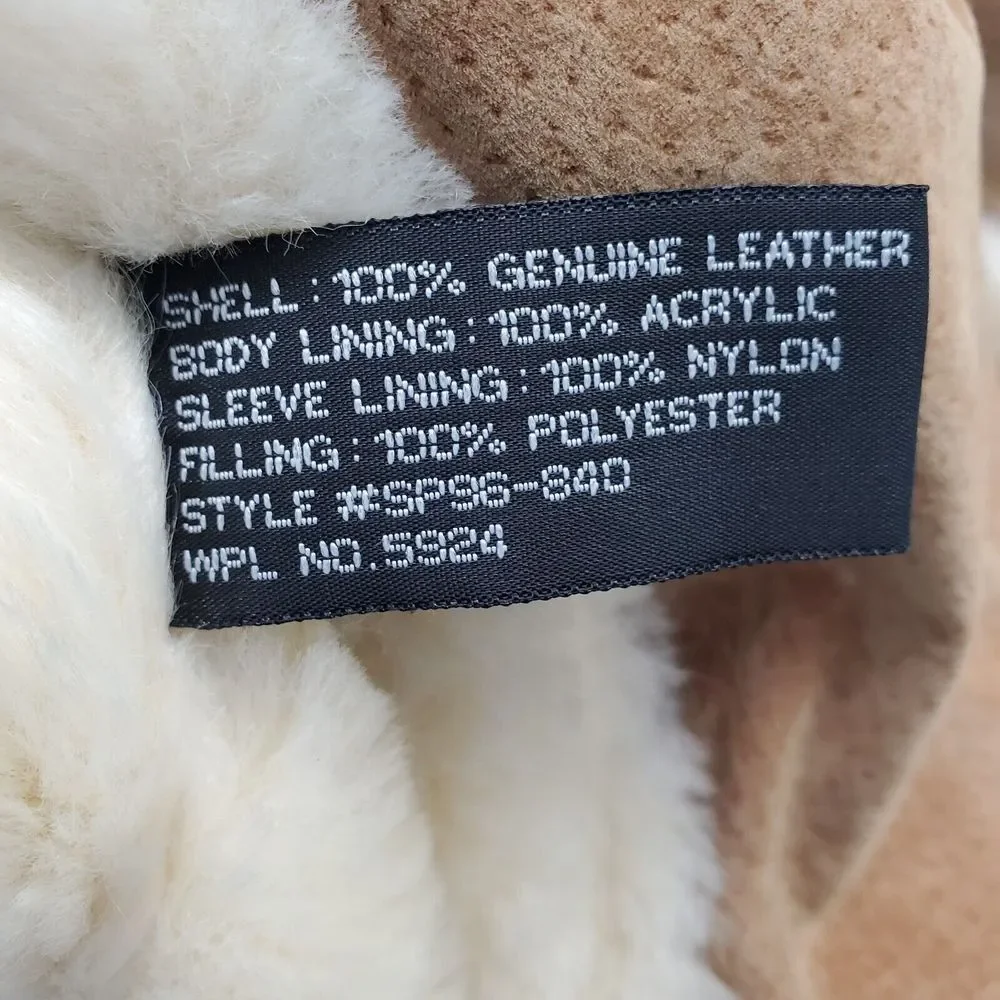 SHELL:100% GENUINE LEATHER
BODY LINING:100% ACRYLIC
SLEEVE LINING:100% NYLON
FILLING:100% POLYESTER
STYLE #SP96-840
WPL NO.5924